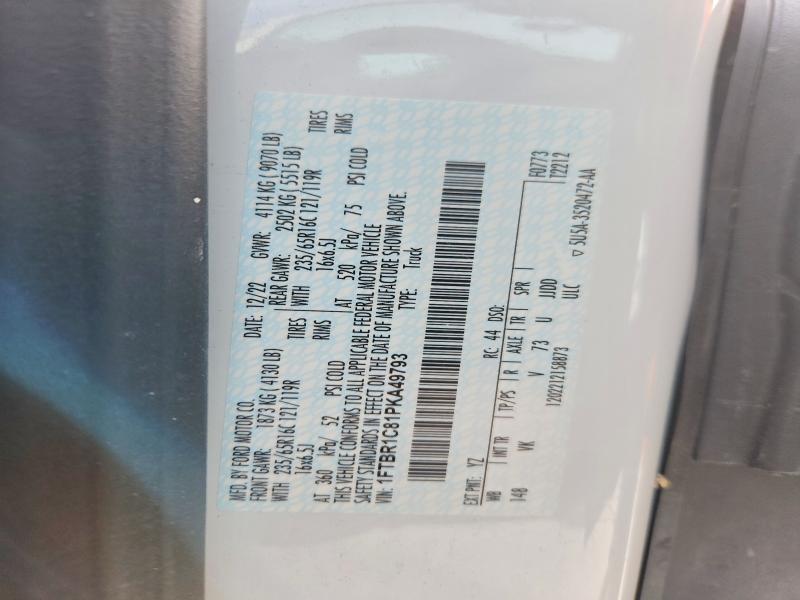 MFD. BY FORD MOTOR CO.
DATE: 12/22 GVWR: 4114 KG ( 9070 LB)
FRONT GAWR: 1873 KG ( 4130 LB) REAR GAWR: 2502 KG ( 5515 LB)
WITH 235/65R16C 121/119R TIRES WITH 235/65R16C 121/119R TIRES
16x6.5J RIMS 16x6.5J RIMS
AT 360 kPa/ 52 PSI COLD AT 520 kPa/ 75 PSI COLD
THIS VEHICLE CONFORMS TO ALL APPLICABLE FEDERAL MOTOR VEHICLE
SAFETY STANDARDS IN EFFECT ON THE DATE OF MANUFACTURE SHOWN ABOVE.
VIN: 1FTBR1C81PKA49793 TYPE: Truck
EXT PNT: YZ RC: 44 DSO: F0773
WB INT TR TP/PS R AXLE TR SPR T2212
148 VK V 73 U JJDD
ULC
▽ 5U5A-3520472-AA